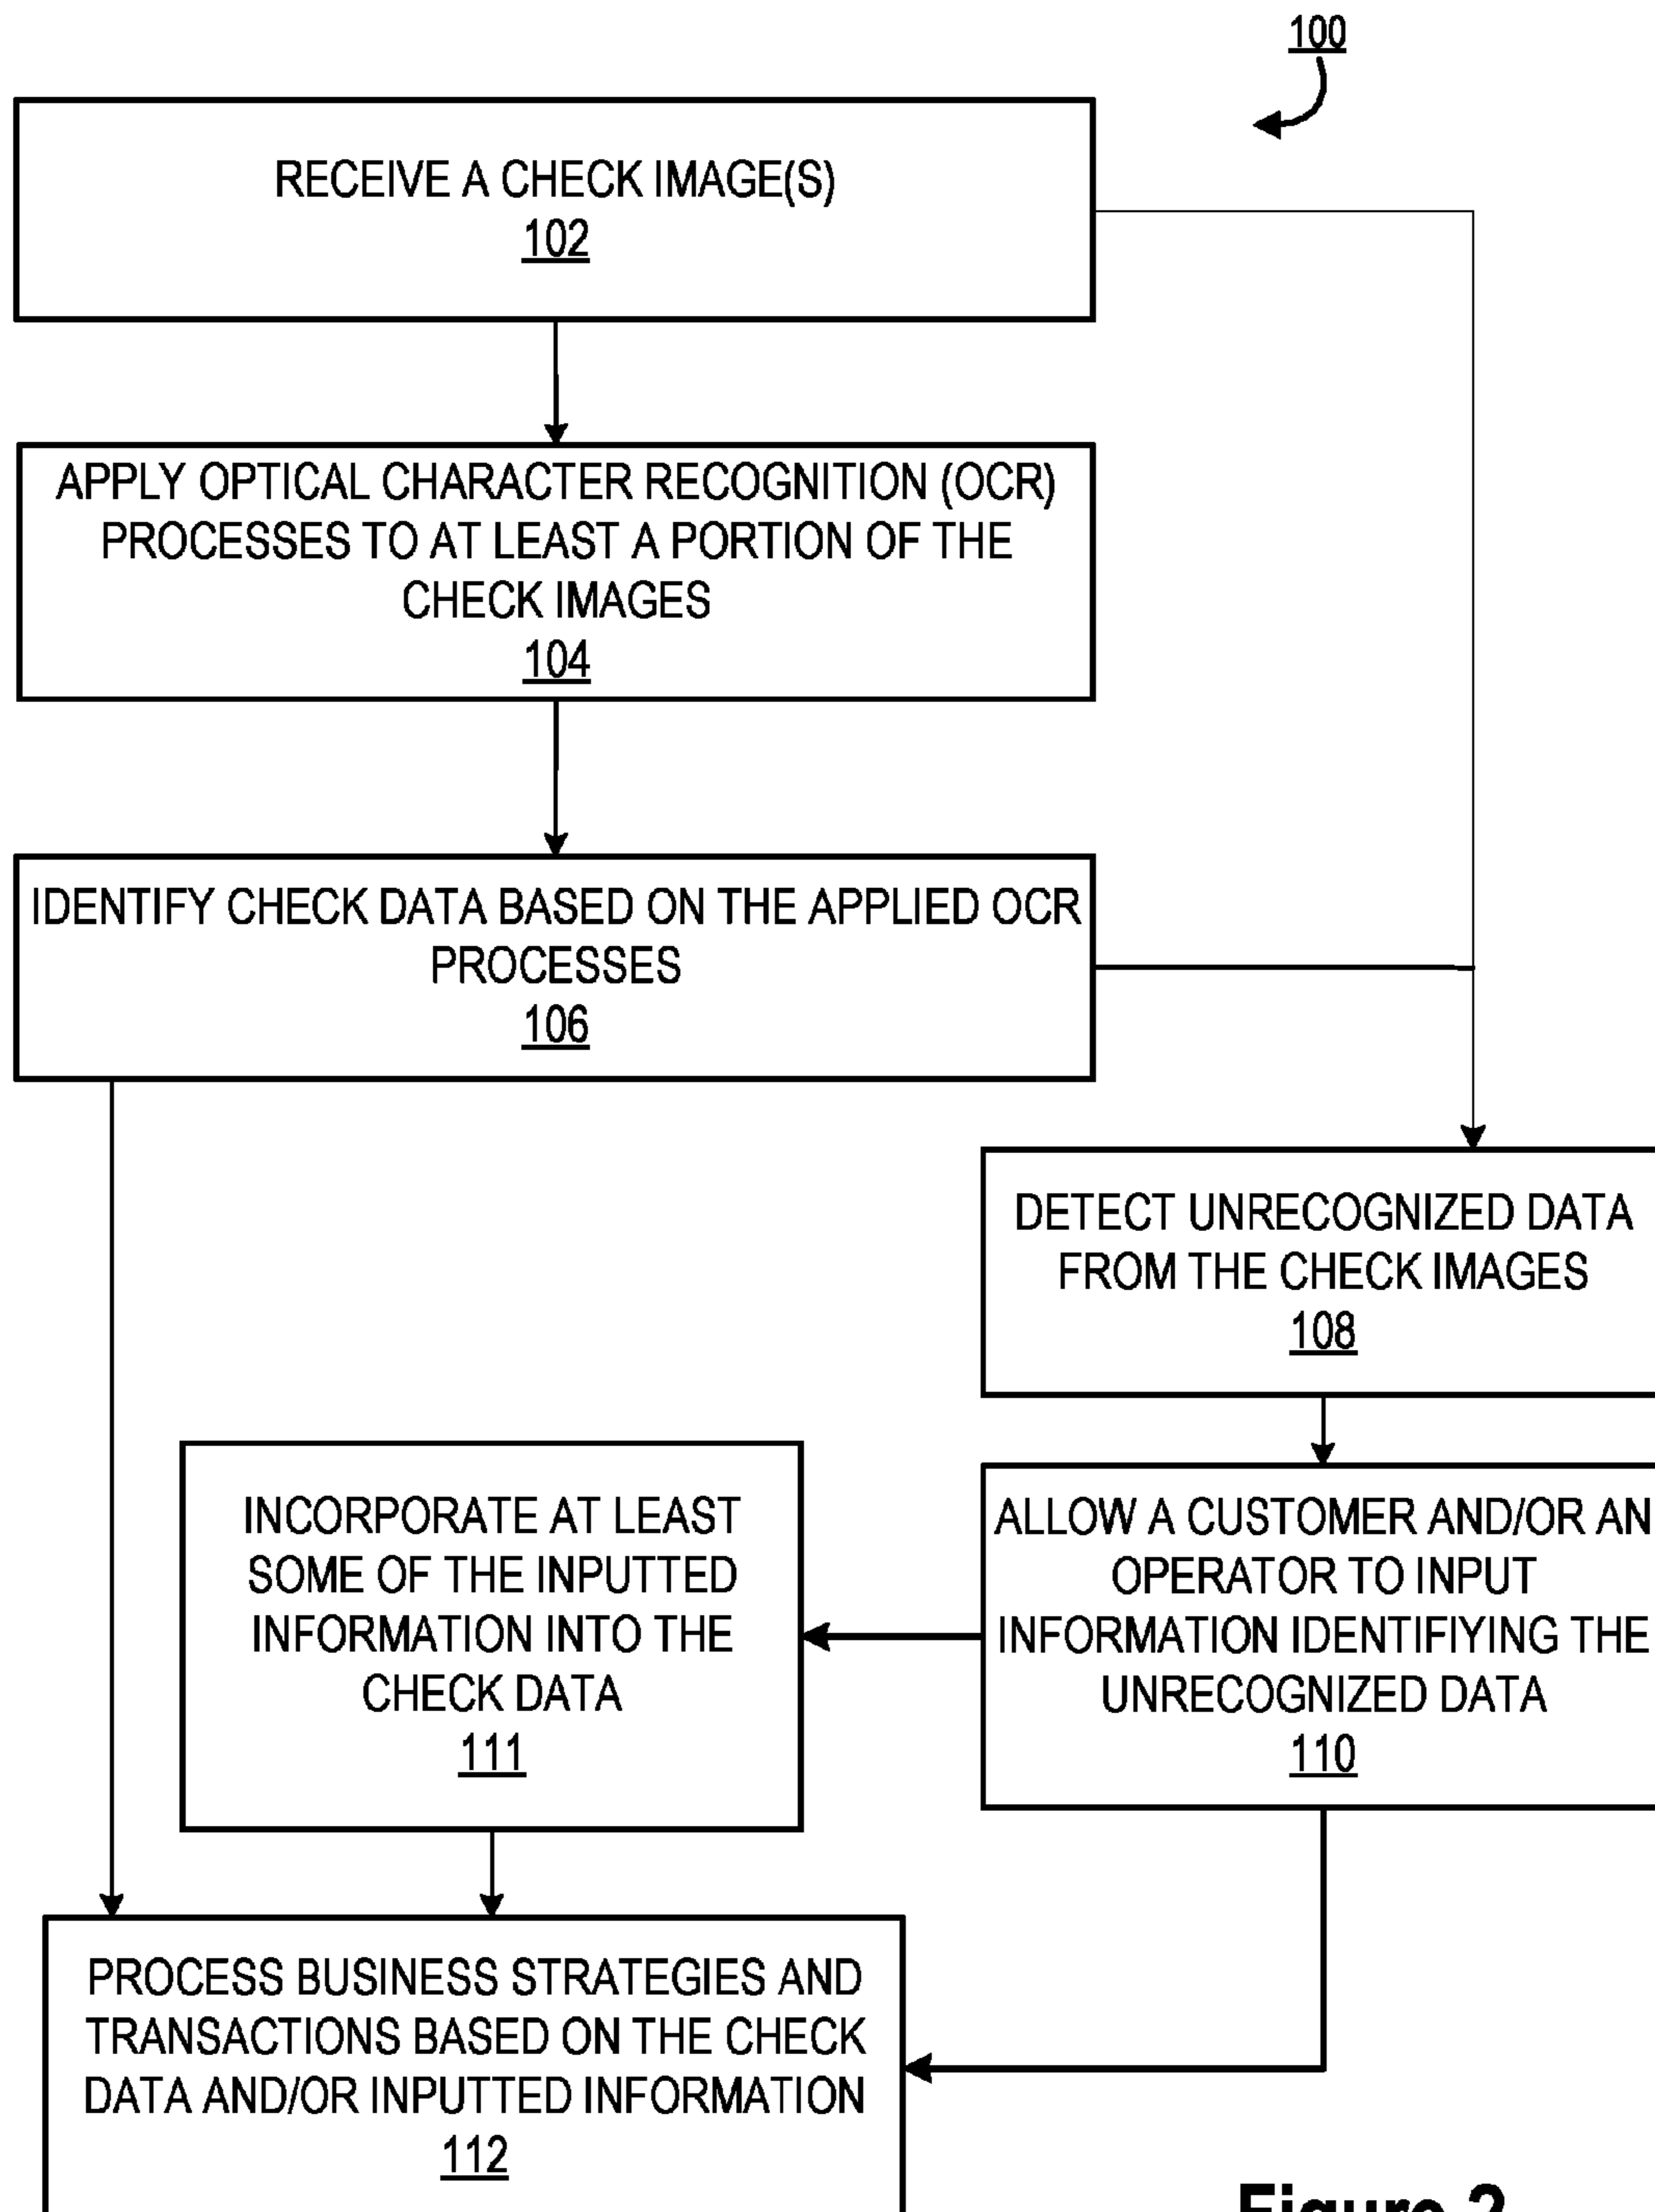 100
RECEIVE A CHECK IMAGE(S)
102
APPLY OPTICAL CHARACTER RECOGNITION (OCR)
PROCESSES TO AT LEAST A PORTION OF THE
CHECK IMAGES
104
IDENTIFY CHECK DATA BASED ON THE APPLIED OCR
PROCESSES
106
DETECT UNRECOGNIZED DATA
FROM THE CHECK IMAGES
108
ALLOW A CUSTOMER AND/OR AN
OPERATOR TO INPUT
INFORMATION IDENTIFIYING THE
UNRECOGNIZED DATA
110
INCORPORATE AT LEAST
SOME OF THE INPUTTED
INFORMATION INTO THE
CHECK DATA
111
PROCESS BUSINESS STRATEGIES AND
TRANSACTIONS BASED ON THE CHECK
DATA AND/OR INPUTTED INFORMATION
112
Figure 2